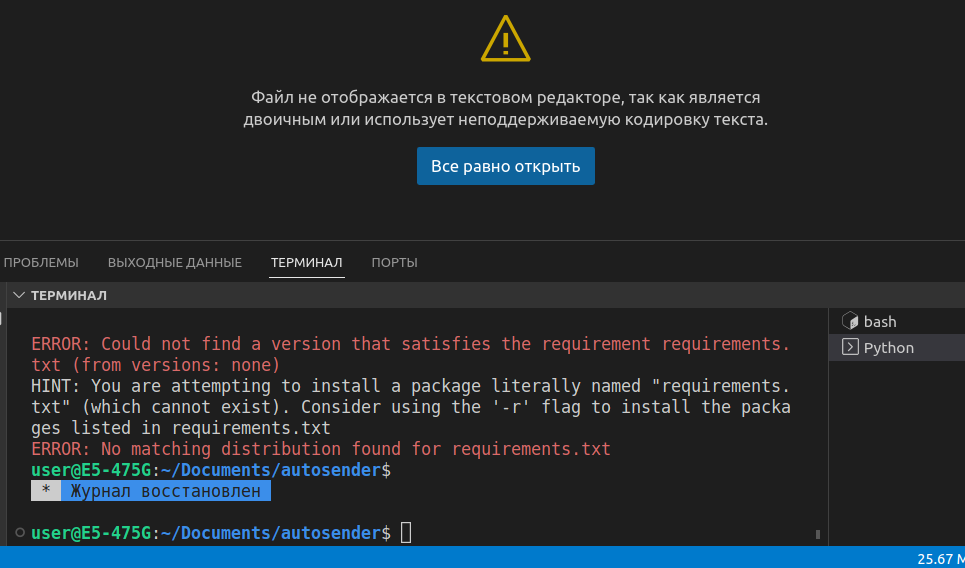 Файл не отображается в текстовом редакторе, так как является
двоичным или использует неподдерживаемую кодировку текста.
Все равно открыть
ПРОБЛЕМЫ ВЫХОДНЫЕ ДАННЫЕ ТЕРМИНАЛ ПОРТЫ
ТЕРМИНАЛ
ERROR: Could not find a version that satisfies the requirement requirements.
txt (from versions: none)
HINT: You are attempting to install a package literally named "requirements.
txt" (which cannot exist). Consider using the '-r' flag to install the packa
ges listed in requirements.txt
ERROR: No matching distribution found for requirements.txt
user@E5-475G:~/Documents/autosender$
* Журнал восстановлен
user@E5-475G:~/Documents/autosender$
bash
Python
25.67